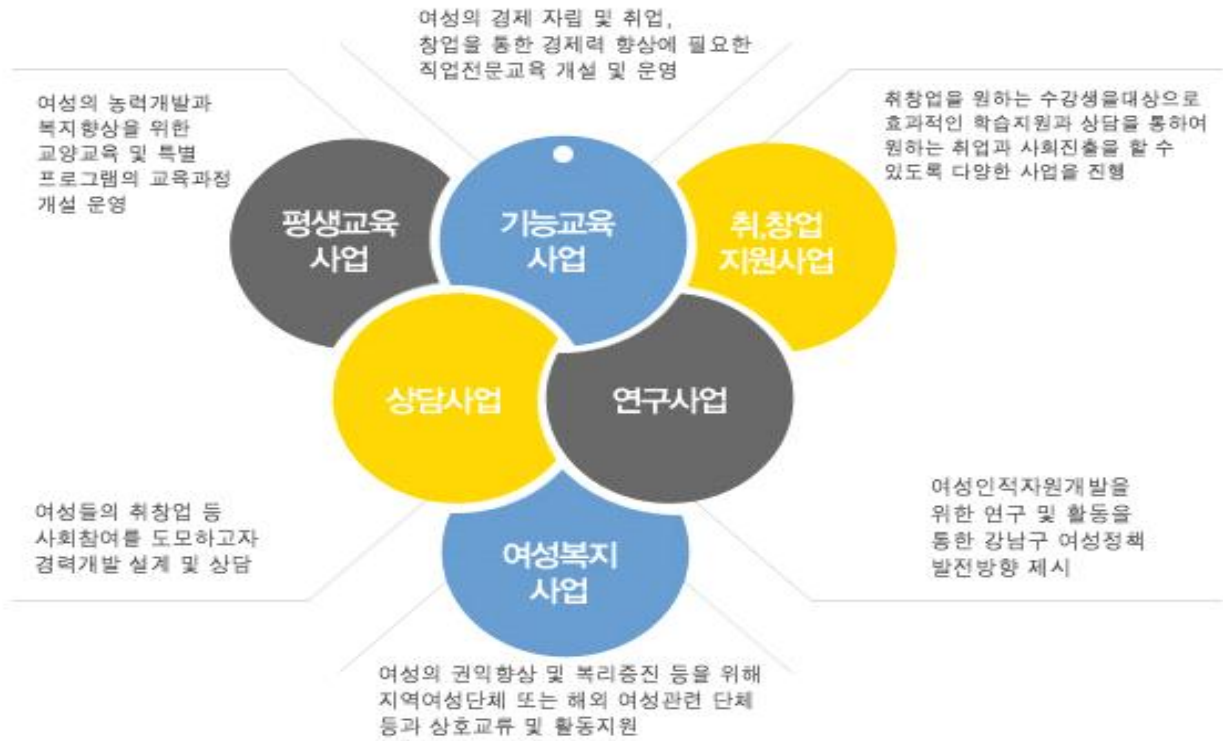 여성의 경제 자립 및 취업,
창업을 통한 경제력 향상에 필요한
직업전문교육 개설 및 운영
여성의 농력개발과
복지향상을 위한
교양교육 및 특별
프로그램의 교육과정
개설 운영
취창업을 원하는 수강생을대상으로
효과적인 학습지원과 상담을 통하여
원하는 취업과 사회진출을 할 수
있도록 다양한 사업을 진행
평생교육
사업
기능교육
사업
취,창업
지원사업
상담사업
연구사업
여성들의 취창업 등
사회참여를 도모하고자
경력개발 설계 및 상담
여성인적자원개발을
위한 연구 및 활동을
통한 강남구 여성정책
발전방향 제시
여성복지
사업
여성의 권익향상 및 복리증진 등을 위해
지역여성단체 또는 해외 여성관련 단체
등과 상호교류 및 활동지원